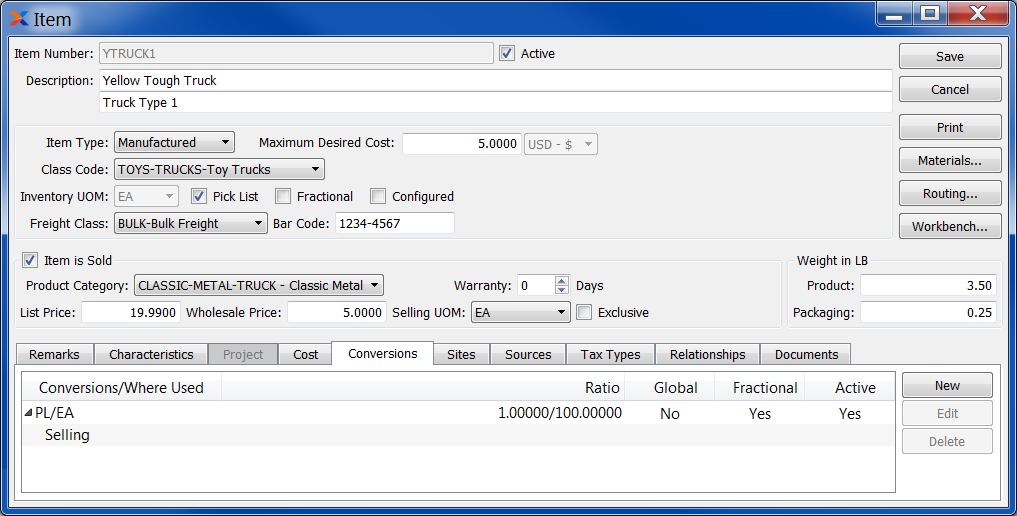 Item
Item Number: YTRUCK1 Active Save
Description: Yellow Tough Truck Cancel
Truck Type 1
Print
Item Type: Manufactured Maximum Desired Cost: 5.0000 USD - $
Materials...
Class Code: TOYS-TRUCKS-Toy Trucks
Inventory UOM: EA Pick List Fractional Configured Routing...
Freight Class: BULK-Bulk Freight Bar Code: 1234-4567 Workbench...
Item is Sold Weight in LB
Product Category: CLASSIC-METAL-TRUCK - Classic Metal Warranty: 0 Days Product: 3.50
List Price: 19.9900 Wholesale Price: 5.0000 Selling UOM: EA Exclusive Packaging: 0.25
Remarks Characteristics Project Cost Conversions Sites Sources Tax Types Relationships Documents
Conversions/Where Used Ratio Global Fractional Active New
PL/EA 1.00000/100.00000 No Yes Yes Edit
Selling Delete